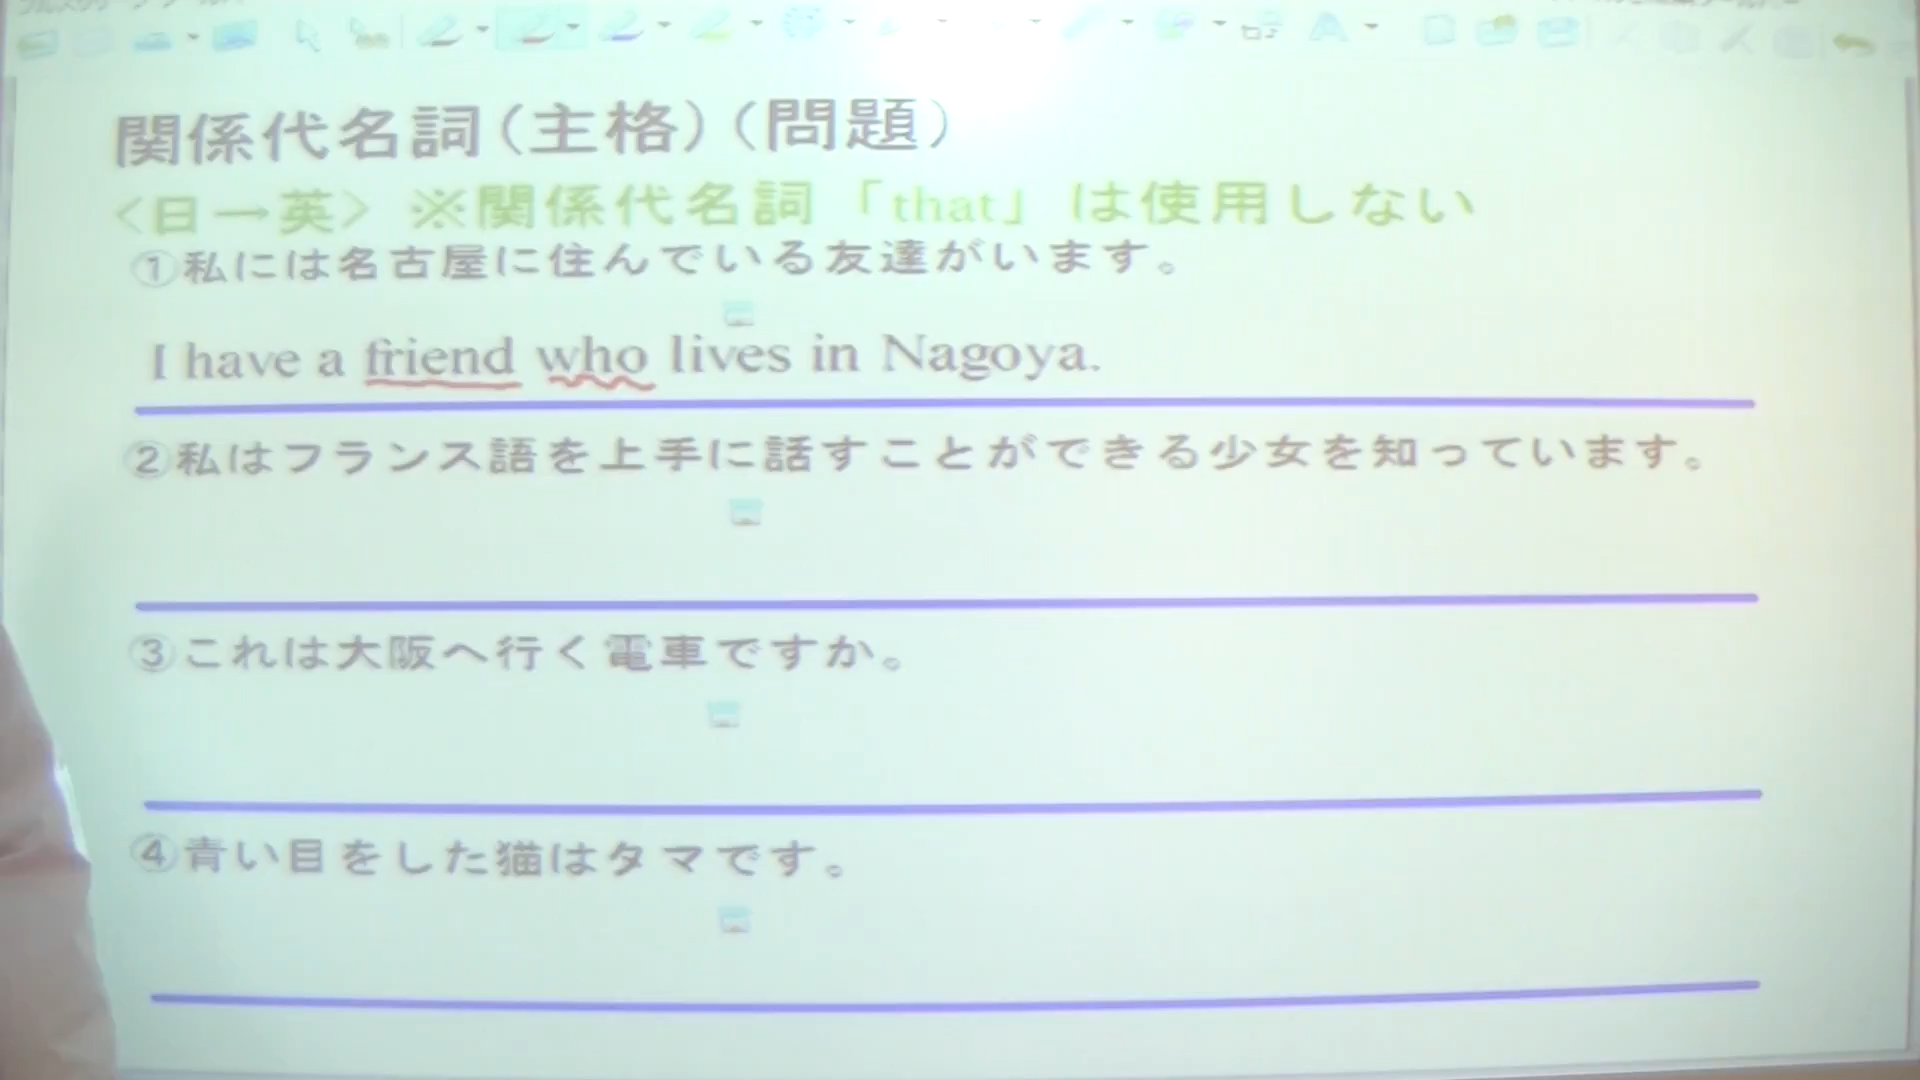 関係代名詞(主格)(問題)
<日→英> ※関係代名詞「that」は使用しない
①私には名古屋に住んでいる友達がいます。
I have a friend who lives in Nagoya.
②私はフランス語を上手に話すことができる少女を知っています。
③これは大阪へ行く電車ですか。
④青い目をした猫はタマです。